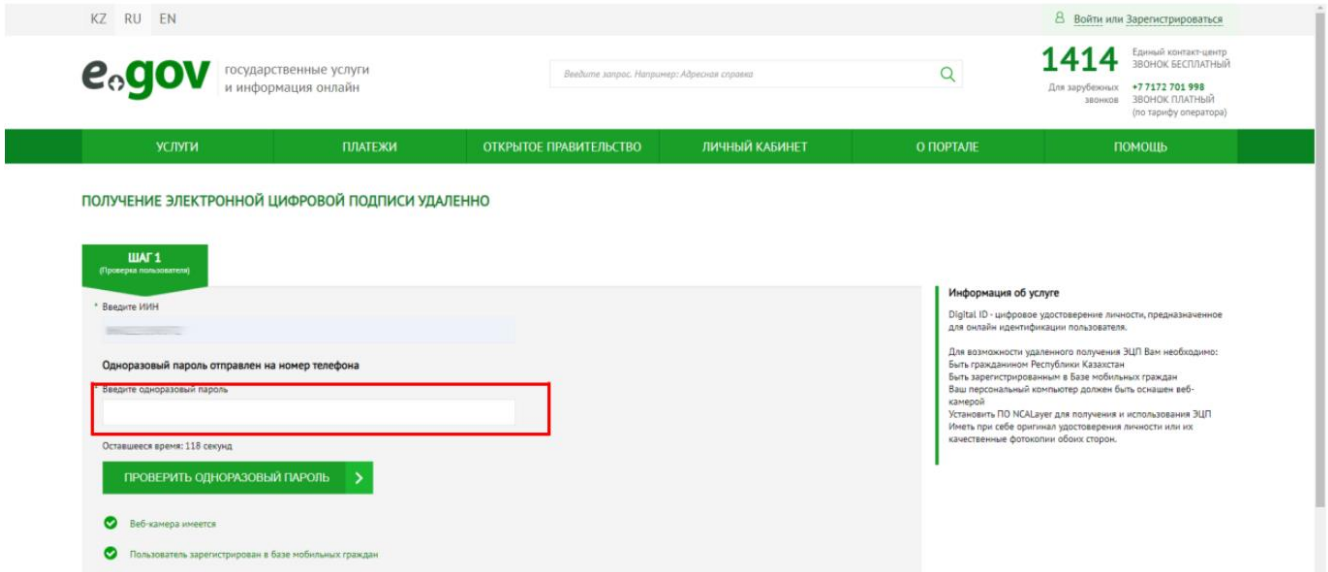 KZ RU EN
Войти или Зарегистрироваться
e.gov
государственные услуги
и информация онлайн
Введите запрос. Например: Адресная справка
1414
Единый контакт-центр
ЗВОНОК БЕСПЛАТНЫЙ
Для зарубежных
звонков
+7 7172 701 998
ЗВОНОК ПЛАТНЫЙ
(по тарифу оператора)
УСЛУГИ ПЛАТЕЖИ ОТКРЫТОЕ ПРАВИТЕЛЬСТВО ЛИЧНЫЙ КАБИНЕТ О ПОРТАЛЕ ПОМОЩЬ
ПОЛУЧЕНИЕ ЭЛЕКТРОННОЙ ЦИФРОВОЙ ПОДПИСИ УДАЛЕННО
ШАГ 1
(Проверка пользователя)
* Введите ИИН
Одноразовый пароль отправлен на номер телефона
* Введите одноразовый пароль
Оставшееся время: 118 секунд
ПРОВЕРИТЬ ОДНОРАЗОВЫЙ ПАРОЛЬ
Веб-камера имеется
Пользователь зарегистрирован в базе мобильных граждан
Информация об услуге
Digital ID - цифровое удостоверение личности, предназначенное
для онлайн идентификации пользователя.
Для возможности удаленного получения ЭЦП Вам необходимо:
Быть гражданином Республики Казахстан
Быть зарегистрированным в Базе мобильных граждан
Ваш персональный компьютер должен быть оснашен веб-
камерой
Установить ПО NCALayer для получения и использования ЭЦП
Иметь при себе оригинал удостоверения личности или их
качественные фотокопии обоих сторон.